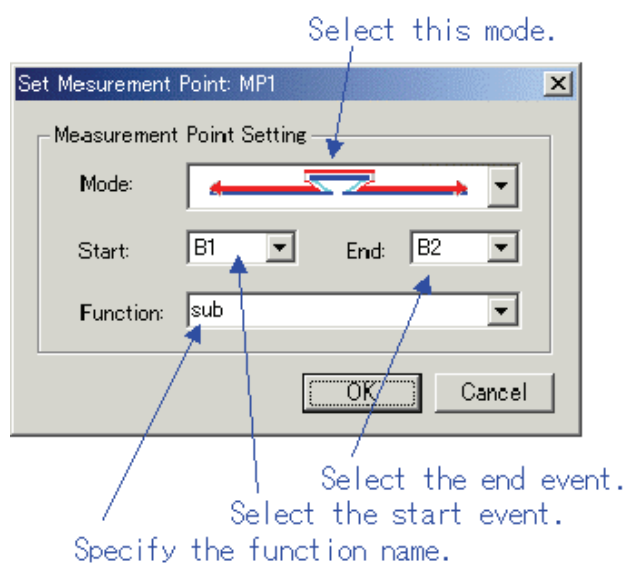 Select this mode.
Set Mesurement Point: MP1
Measurement Point Setting
Mode:
Start: B1 End: B2
Function: sub
OK Cancel
Select the end event.
Select the start event.
Specify the function name.